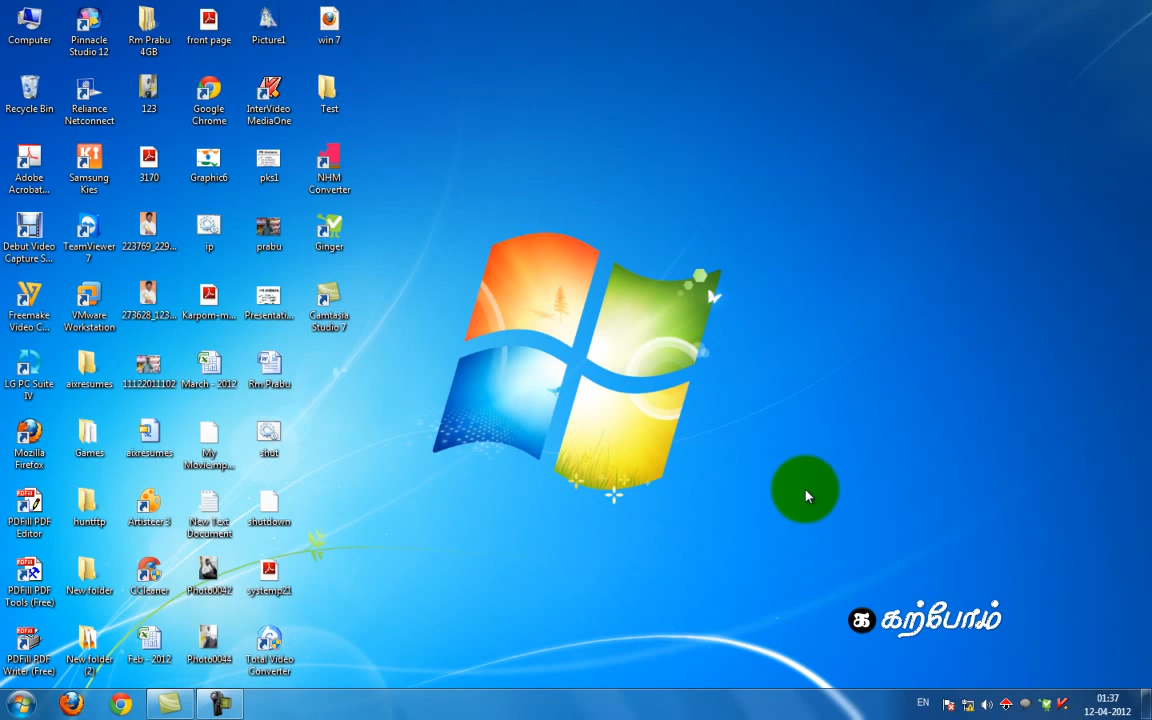 Computer
Pinnacle
Studio 12
Rm Prabu
4GB
front page
Picture1
win 7
Recycle Bin
Reliance
Netconnect
123
Google
Chrome
InterVideo
MediaOne
Test
Adobe
Acrobat...
Samsung
Kies
3170
Graphic6
pks1
NHM
Converter
Debut Video
Capture S...
TeamViewer
7
223769_229...
ip
prabu
Ginger
Freemake
Video C...
VMware
Workstation
273628_123...
Karpom-m...
Presentati...
Camtasia
Studio 7
LG PC Suite
IV
aixresumes
11122011102
March - 2012
Rm Prabu
Mozilla
Firefox
Games
aixresumes
My
Movie.mp...
shut
PDFill PDF
Editor
huntftp
Artisteer 3
New Text
Document
shutdown
PDFill PDF
Tools (Free)
New folder
CCleaner
Photo0042
systemp21
PDFill PDF
Writer (Free)
New folder
(2)
Feb - 2012
Photo0044
Total Video
Converter
க கற்போம்
EN
01:37
12-04-2012